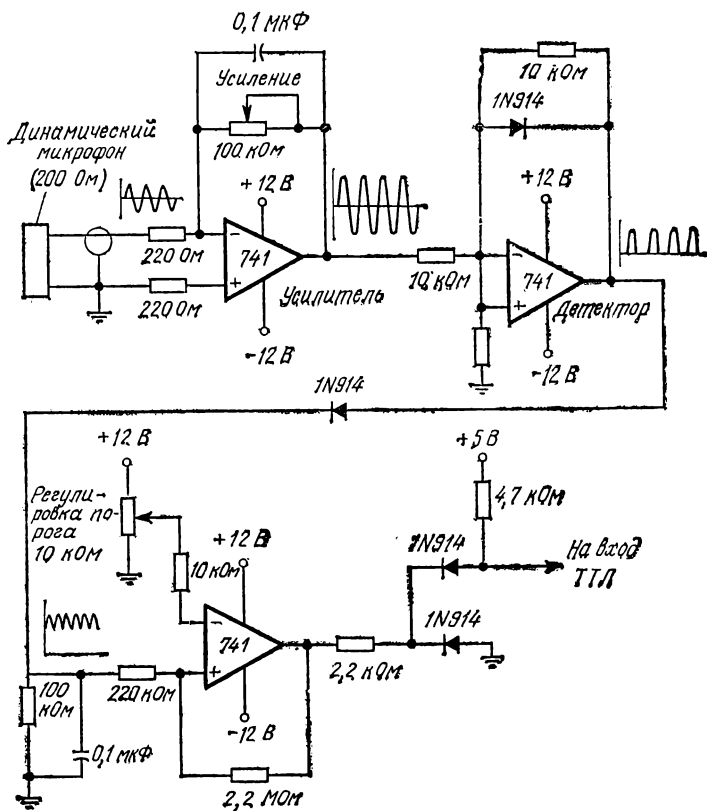 0,1 мкФ
Усиление
100 кОм
Динамический
микрофон
(200 Ом)
220 Ом
220 Ом
+12 В
741
Усилитель
-12 В
10 кОм
10 кОм
1N914
+12 В
741
Детектор
-12 В
1N914
+12 В
Регули-
ровка по-
рога
10 кОм
10 кОм
+12 В
741
-12 В
100
кОм
0,1 мкФ
220 кОм
2,2 МОм
2,2 кОм
+5 В
4,7 кОм
1N914
1N914
На вход
ТТЛ